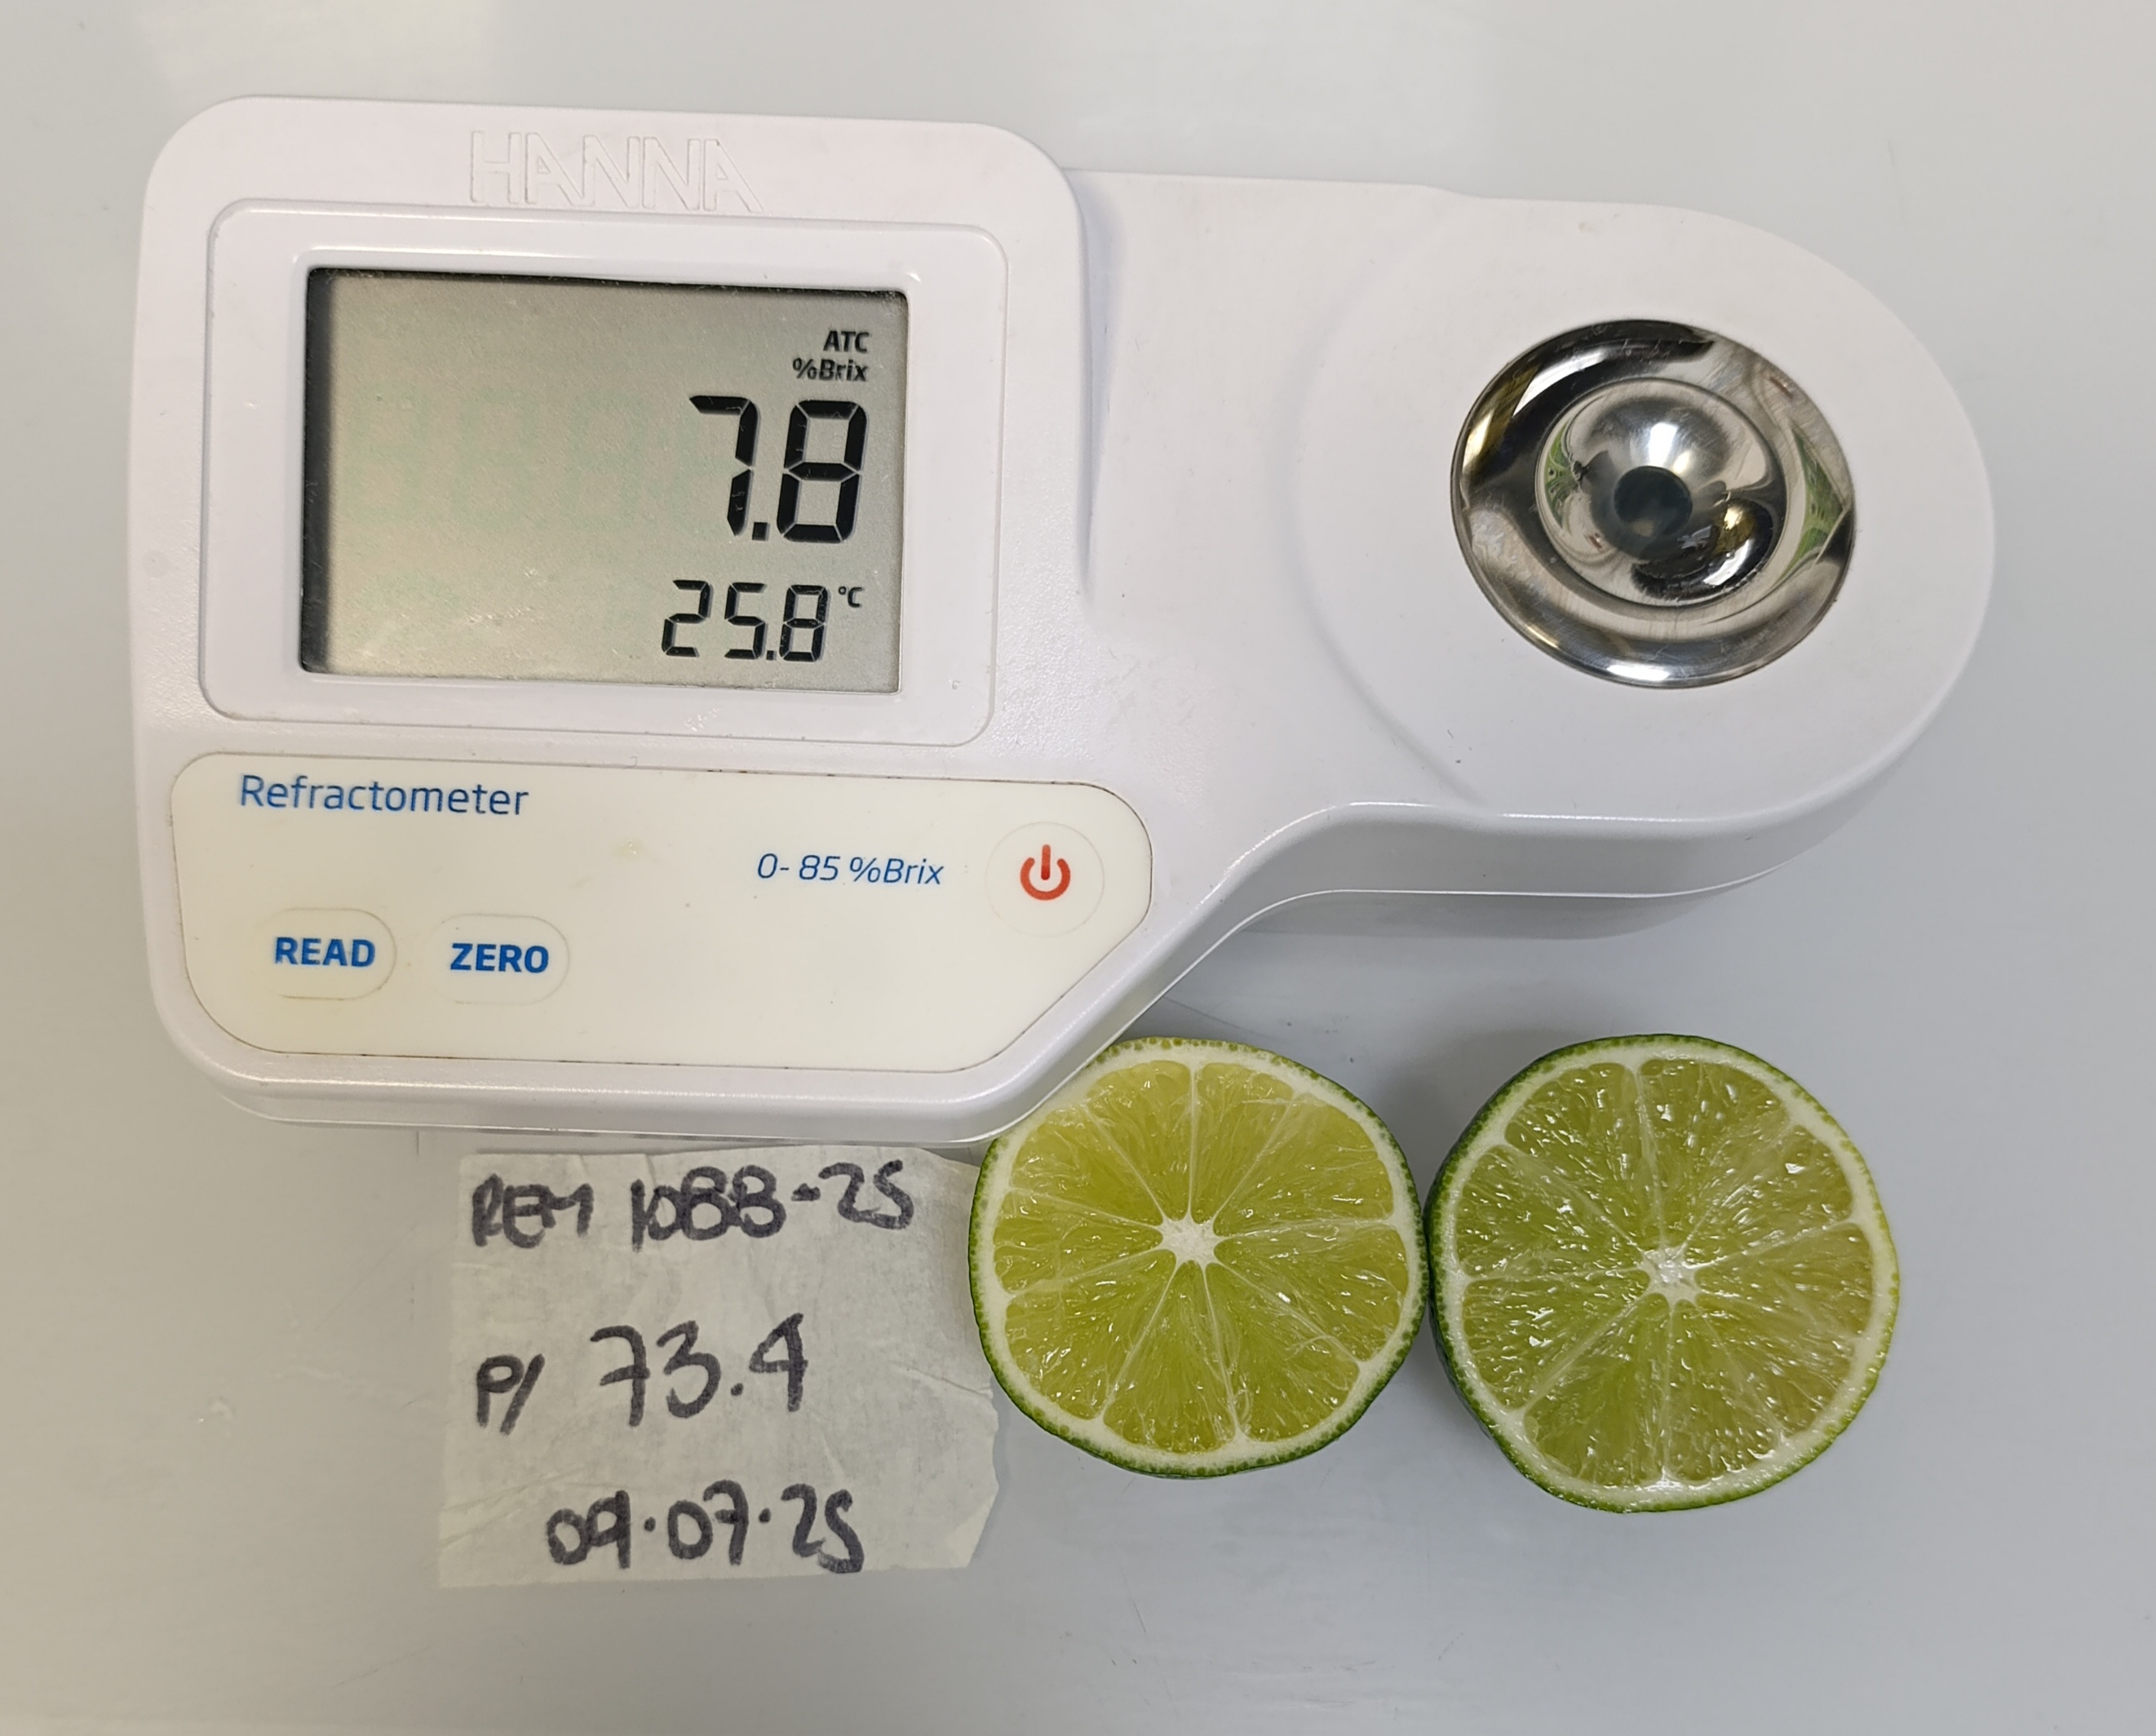 HANNA
ATC
%Brix
7.8
25.8 °C
Refractometer
0- 85 %Brix
READ
ZERO
REM 1088-25
P/ 73.4
09.07.25